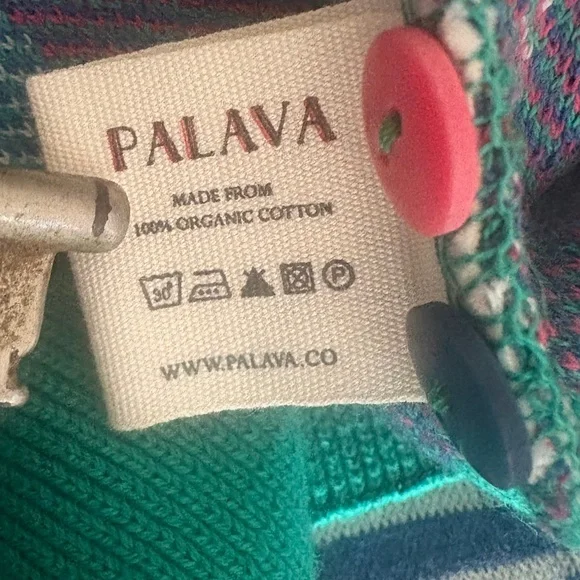 PALAVA
MADE FROM
100% ORGANIC COTTON
30° P
WWW.PALAVA.CO